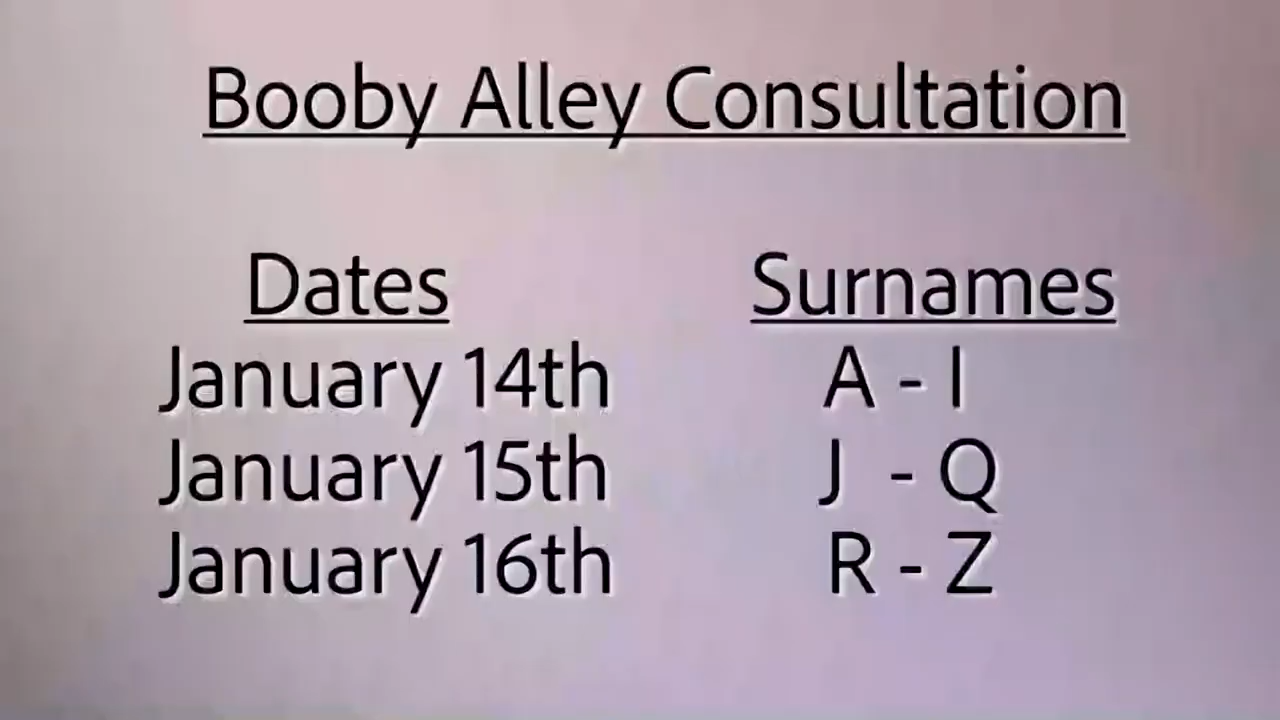 Booby Alley Consultation
Dates Surnames
January 14th A - I
January 15th J - Q
January 16th R - Z